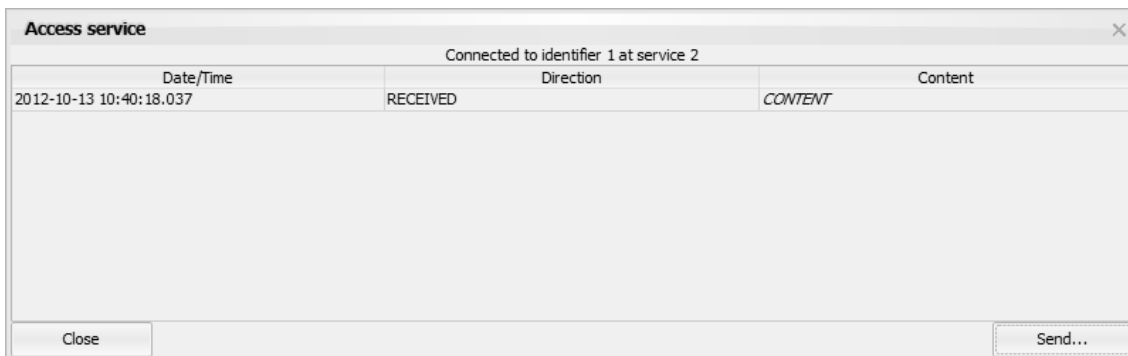 Access service
Connected to identifier 1 at service 2
Date/Time Direction Content
2012-10-13 10:40:18.037 RECEIVED CONTENT
Close Send...